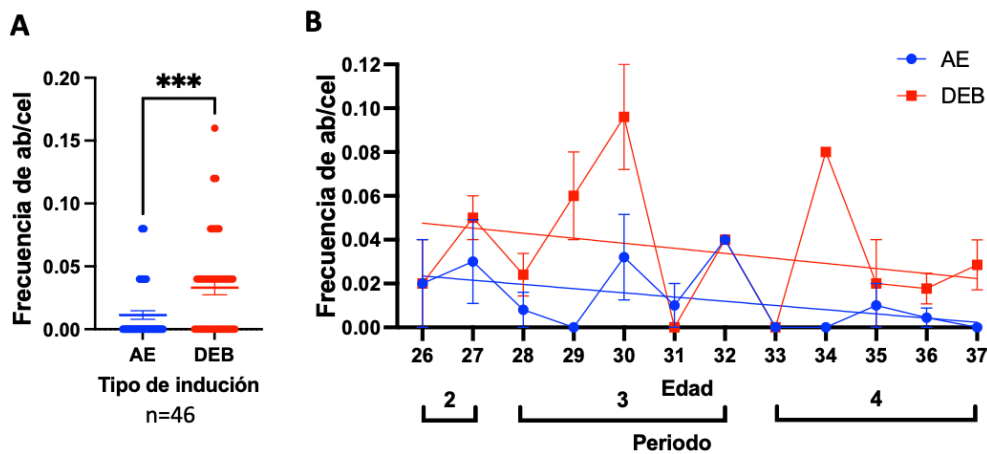 A
Frecuencia de ab/cel
0.20
0.15
0.10
0.05
0.00
***
AE
DEB
Tipo de indución
n=46
B
Frecuencia de ab/cel
0.12
0.10
0.08
0.06
0.04
0.02
0.00
AE
DEB
26 27 28 29 30 31 32 33 34 35 36 37
Edad
2 3 4
Periodo